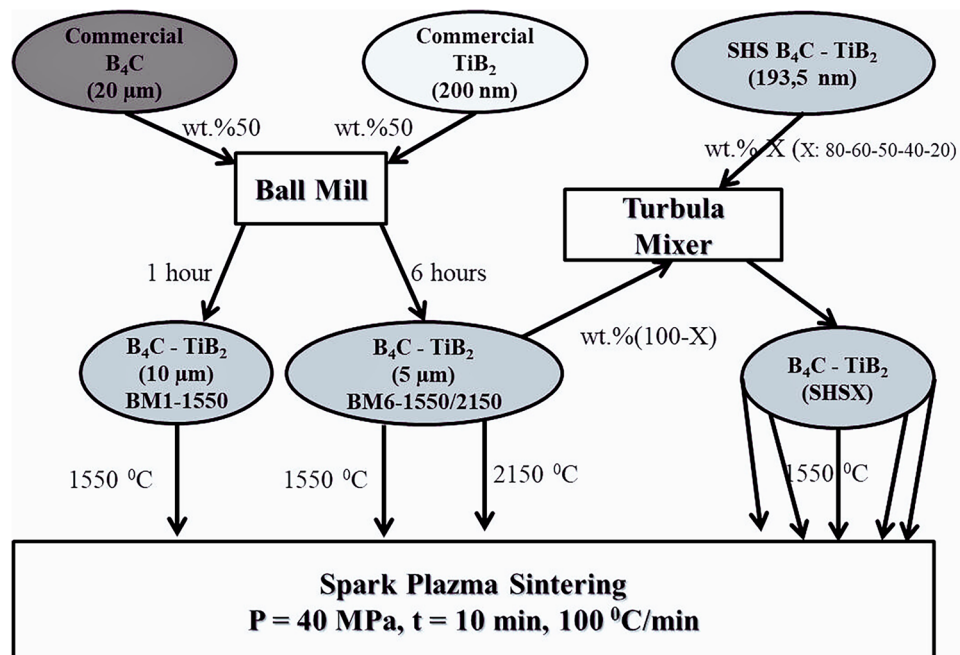 Commercial
B₄C
(20 μm)
Commercial
TiB₂
(200 nm)
SHS B₄C - TiB₂
(193,5 nm)
wt.%50
wt.%50
wt.% X (X: 80-60-50-40-20)
Ball Mill
Turbula
Mixer
1 hour
6 hours
wt.%(100-X)
B₄C - TiB₂
(10 μm)
BM1-1550
B₄C - TiB₂
(5 μm)
BM6-1550/2150
B₄C - TiB₂
(SHSX)
1550 ⁰C
1550 ⁰C
2150 ⁰C
1550 ⁰C
Spark Plazma Sintering
P = 40 MPa, t = 10 min, 100 ⁰C/min